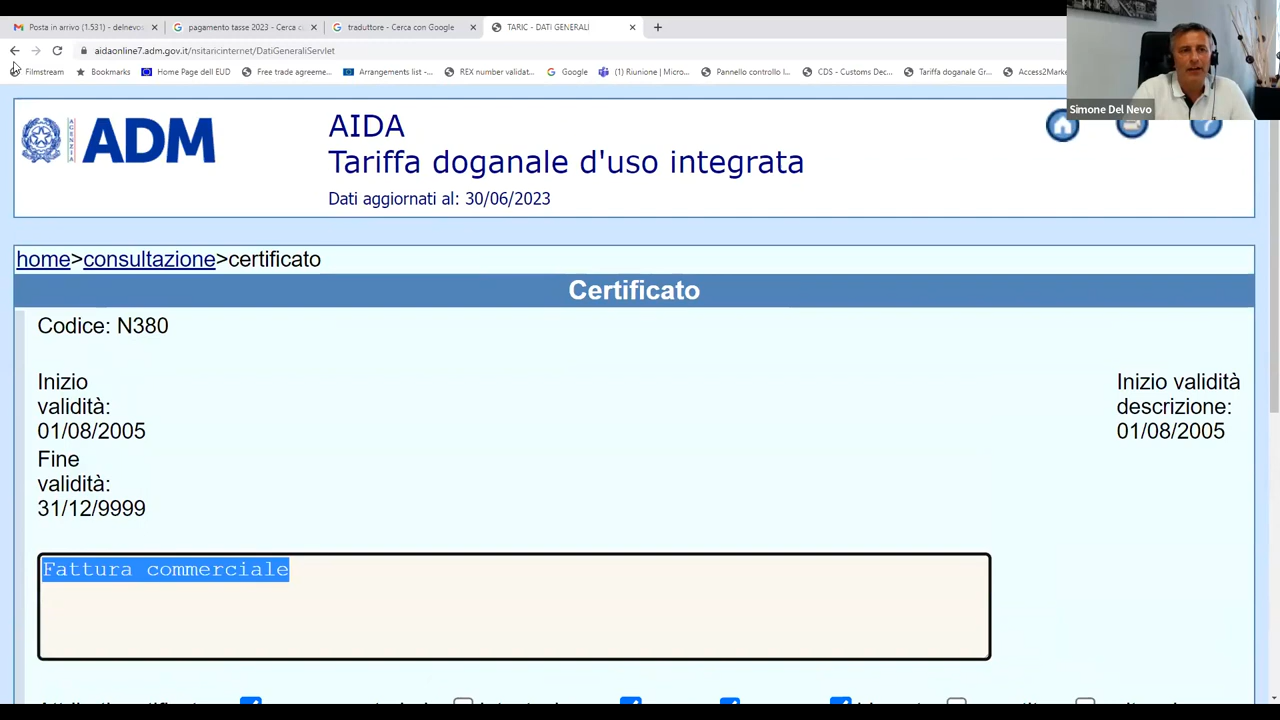 Posta in arrivo (1.531) - delnevos
pagamento tasse 2023 - Cerca c
traduttore - Cerca con Google
TARIC - DATI GENERALI
aidaonline7.adm.gov.it/nsitaricinternet/DatiGeneraliServlet
Filmstream
Bookmarks
Home Page dell EUD
Free trade agreeme...
Arrangements list -...
REX number validat...
Google
(1) Riunione | Micro...
Pannello controllo I...
CDS - Customs Dec...
Tariffa doganale Gr...
Access2Marke
Simone Del Nevo
AGENZIA
ADM
AIDA
Tariffa doganale d'uso integrata
Dati aggiornati al: 30/06/2023
home>consultazione>certificato
Certificato
Codice: N380
Inizio
validità:
01/08/2005
Inizio validità
descrizione:
01/08/2005
Fine
validità:
31/12/9999
Fattura commerciale